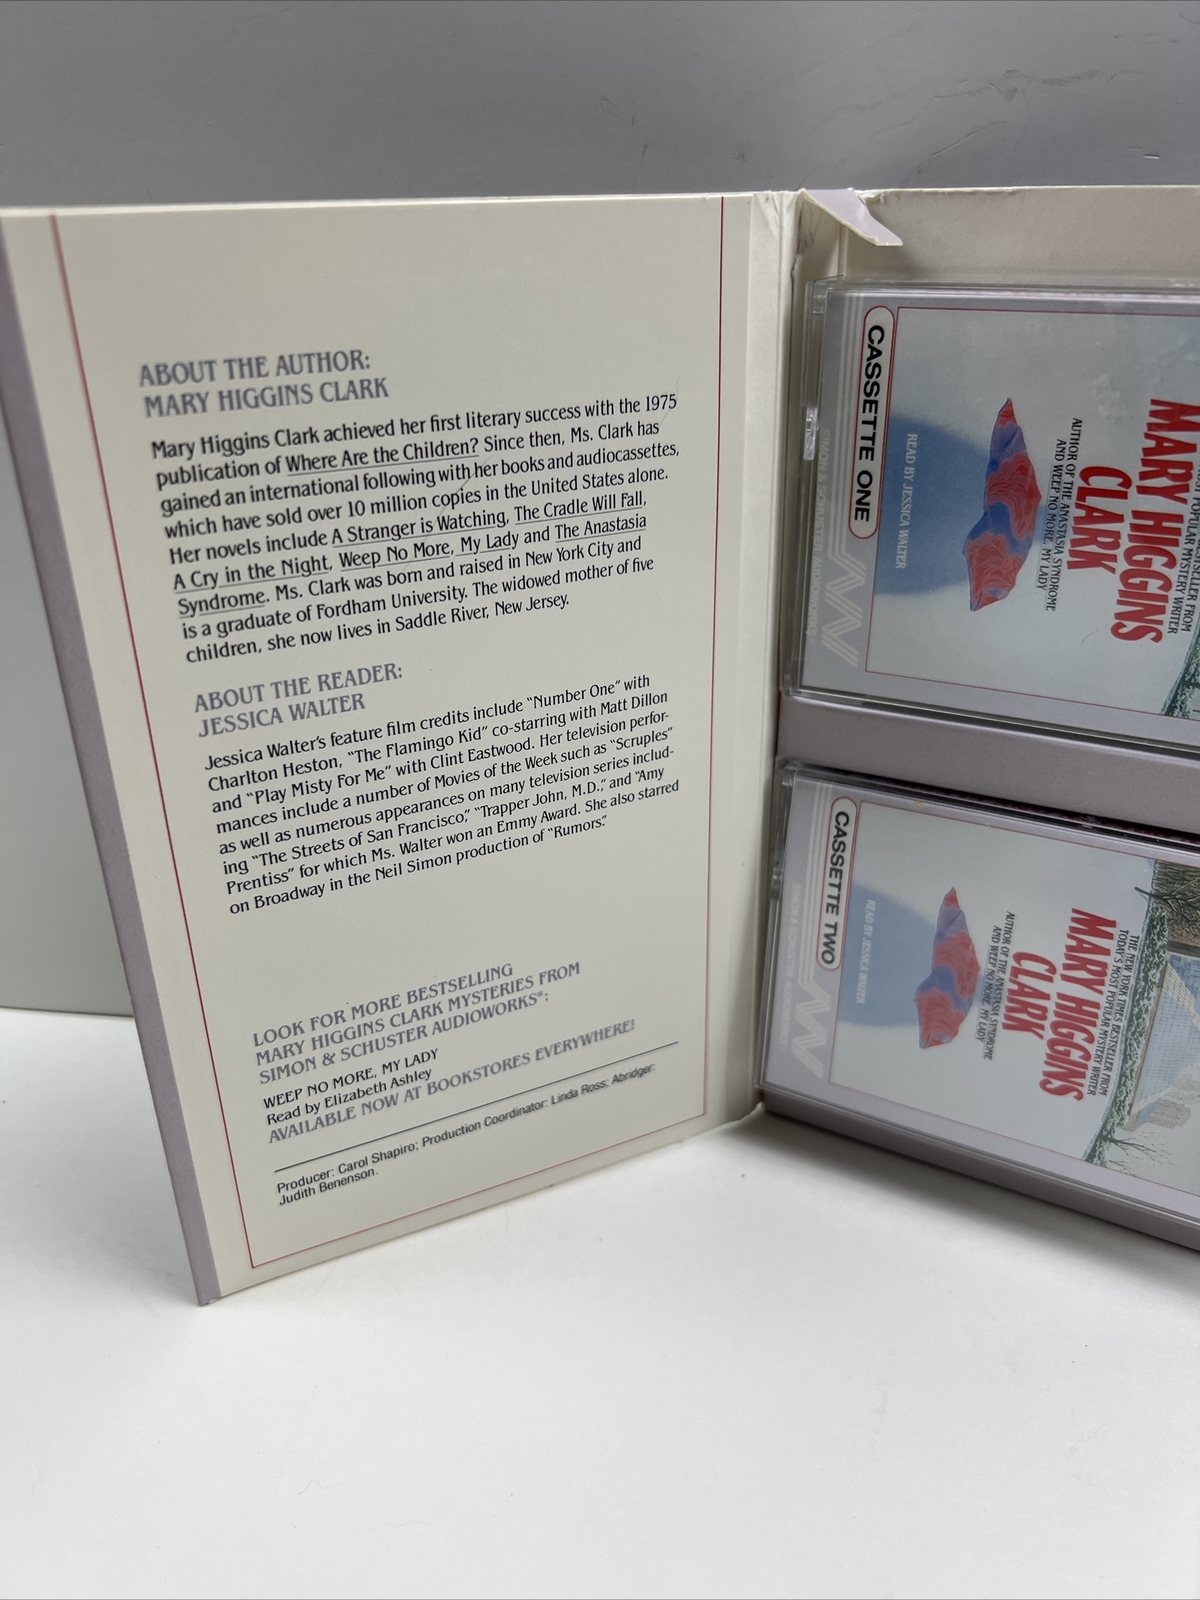 ABOUT THE AUTHOR:
MARY HIGGINS CLARK
Mary Higgins Clark achieved her first literary success with the 1975
publication of Where Are the Children? Since then, Ms. Clark has
gained an international following with her books and audiocassettes,
which have sold over 10 million copies in the United States alone.
Her novels include A Stranger is Watching, The Cradle Will Fall,
A Cry in the Night, Weep No More, My Lady and The Anastasia
Syndrome. Ms. Clark was born and raised in New York City and
is a graduate of Fordham University. The widowed mother of five
children, she now lives in Saddle River, New Jersey.
ABOUT THE READER:
JESSICA WALTER
Jessica Walter's feature film credits include "Number One" with
Charlton Heston, "The Flamingo Kid" co-starring with Matt Dillon
and "Play Misty For Me" with Clint Eastwood. Her television perfor-
mances include a number of Movies of the Week such as "Scruples"
as well as numerous appearances on many television series includ-
ing "The Streets of San Francisco," "Trapper John, M.D.," and "Amy
Prentiss" for which Ms. Walter won an Emmy Award. She also starred
on Broadway in the Neil Simon production of "Rumors."
LOOK FOR MORE BESTSELLING
MARY HIGGINS CLARK MYSTERIES FROM
SIMON & SCHUSTER AUDIOWORKS®:
WEEP NO MORE, MY LADY
Read by Elizabeth Ashley
AVAILABLE NOW AT BOOKSTORES EVERYWHERE!
Producer: Carol Shapiro; Production Coordinator: Linda Ross; Abridger:
Judith Benenson.
CASSETTE ONE
SIMON & SCHUSTER AUDIOWORKS
BESTSELLER FROM
MOST POPULAR MYSTERY WRITER
MARY HIGGINS
CLARK
AUTHOR OF THE ANASTASIA SYNDROME
AND WEEP NO MORE, MY LADY
READ BY JESSICA WALTER
CASSETTE TWO
SIMON & SCHUSTER AUDIOWORKS
THE NEW YORK TIMES BESTSELLER FROM
TODAY'S MOST POPULAR MYSTERY WRITER
MARY HIGGINS
CLARK
AUTHOR OF THE ANASTASIA SYNDROME
AND WEEP NO MORE, MY LADY
READ BY JESSICA WALTER